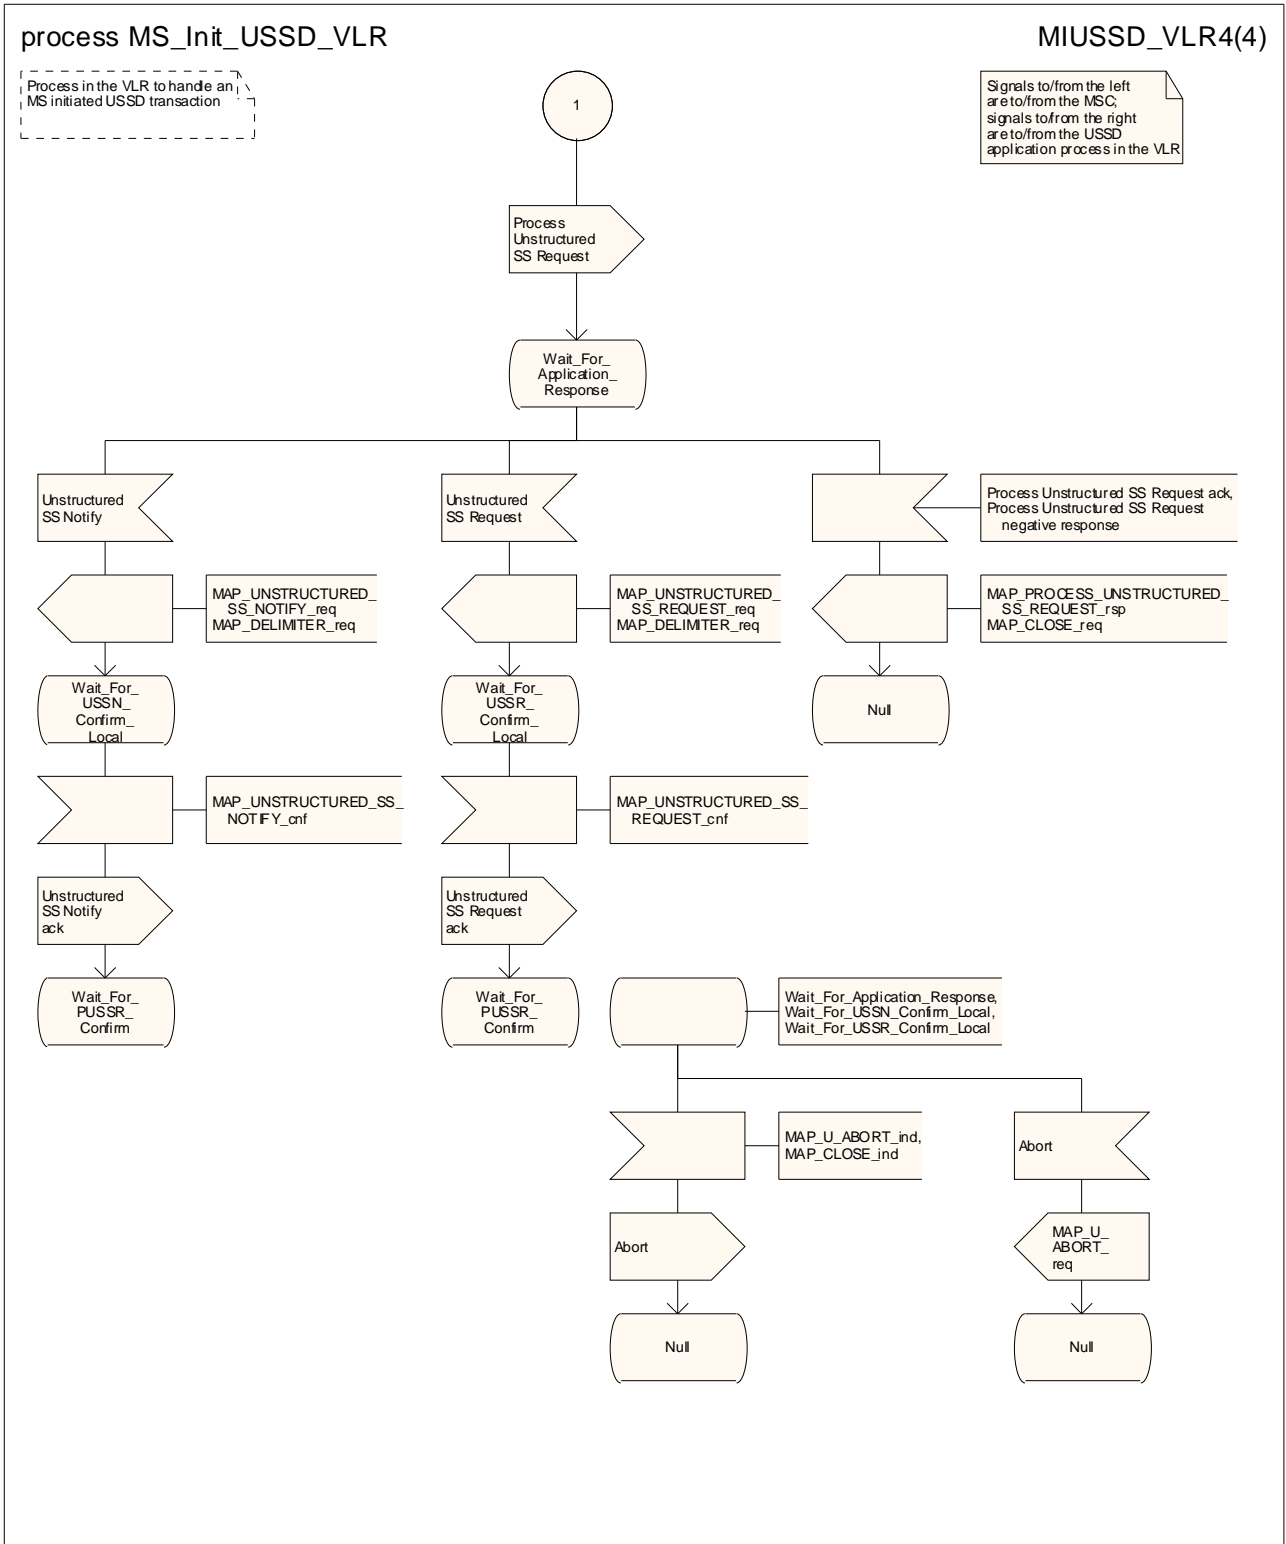 process MS_Init_USSD_VLR
MIUSSD_VLR4(4)
Process in the VLR to handle an
MS initiated USSD transaction
1
Signals to/from the left
are to/from the MSC;
signals to/from the right
are to/from the USSD
application process in the VLR
Process
Unstructured
SS Request
Wait_For_
Application_
Response
Unstructured
SS Notify
Unstructured
SS Request
Process Unstructured SS Request ack,
Process Unstructured SS Request
negative response
MAP_UNSTRUCTURED_
SS_NOTIFY_req
MAP_DELIMITER_req
MAP_UNSTRUCTURED_
SS_REQUEST_req
MAP_DELIMITER_req
MAP_PROCESS_UNSTRUCTURED_
SS_REQUEST_rsp
MAP_CLOSE_req
Wait_For_
USSN_
Confirm_
Local
Wait_For_
USSR_
Confirm_
Local
Null
MAP_UNSTRUCTURED_SS_
NOTIFY_cnf
MAP_UNSTRUCTURED_SS_
REQUEST_cnf
Unstructured
SS Notify
ack
Unstructured
SS Request
ack
Wait_For_
PUSSR_
Confirm
Wait_For_
PUSSR_
Confirm
Wait_For_Application_Response,
Wait_For_USSN_Confirm_Local,
Wait_For_USSR_Confirm_Local
MAP_U_ABORT_ind,
MAP_CLOSE_ind
Abort
Abort
MAP_U_
ABORT_
req
Null
Null